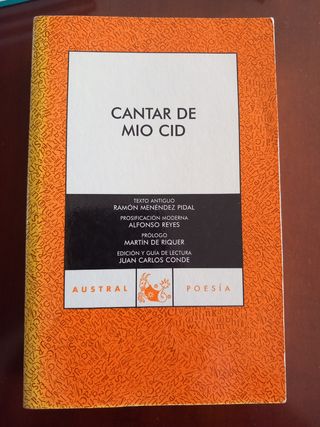 CANTAR DE
MIO CID
TEXTO ANTIGUO
RAMÓN MENÉNDEZ PIDAL
PROSIFICACIÓN MODERNA
ALFONSO REYES
PRÓLOGO
MARTÍN DE RIQUER
EDICIÓN Y GUÍA DE LECTURA
JUAN CARLOS CONDE
AUSTRAL POESÍA